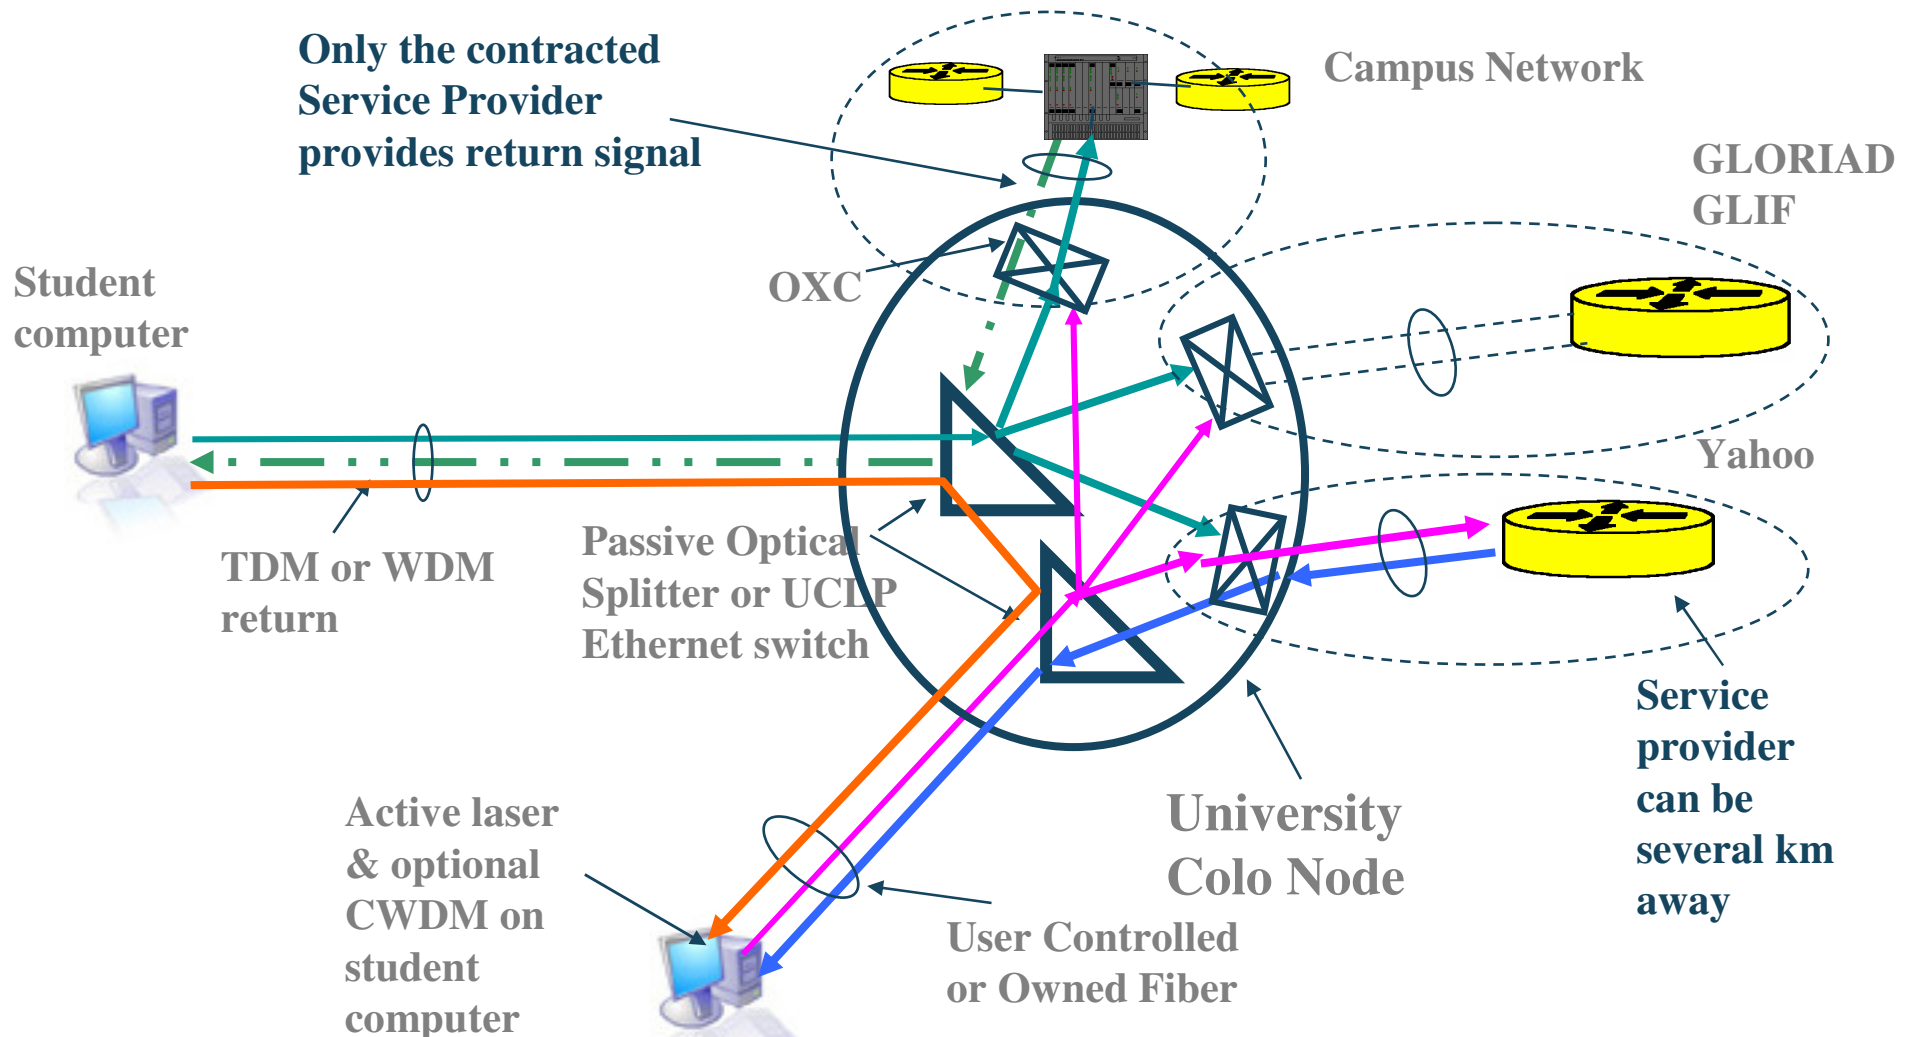 Only the contracted
Service Provider
provides return signal
Campus Network
GLORIAD
GLIF
Student
computer
OXC
Yahoo
TDM or WDM
return
Passive Optical
Splitter or UCLP
Ethernet switch
Service
provider
can be
several km
away
University
Colo Node
Active laser
& optional
CWDM on
student
computer
User Controlled
or Owned Fiber